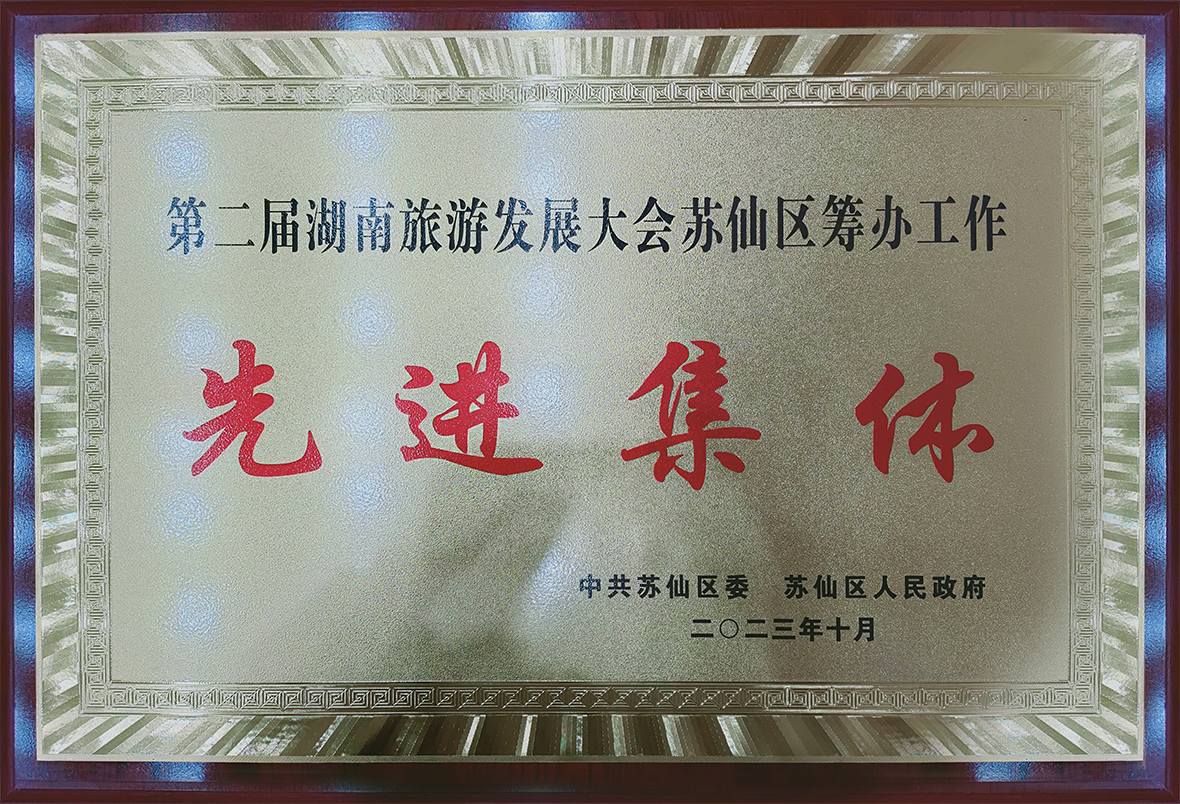 第二届湖南旅游发展大会苏仙区筹办工作
先进集体
中共苏仙区委 苏仙区人民政府
二〇二三年十月